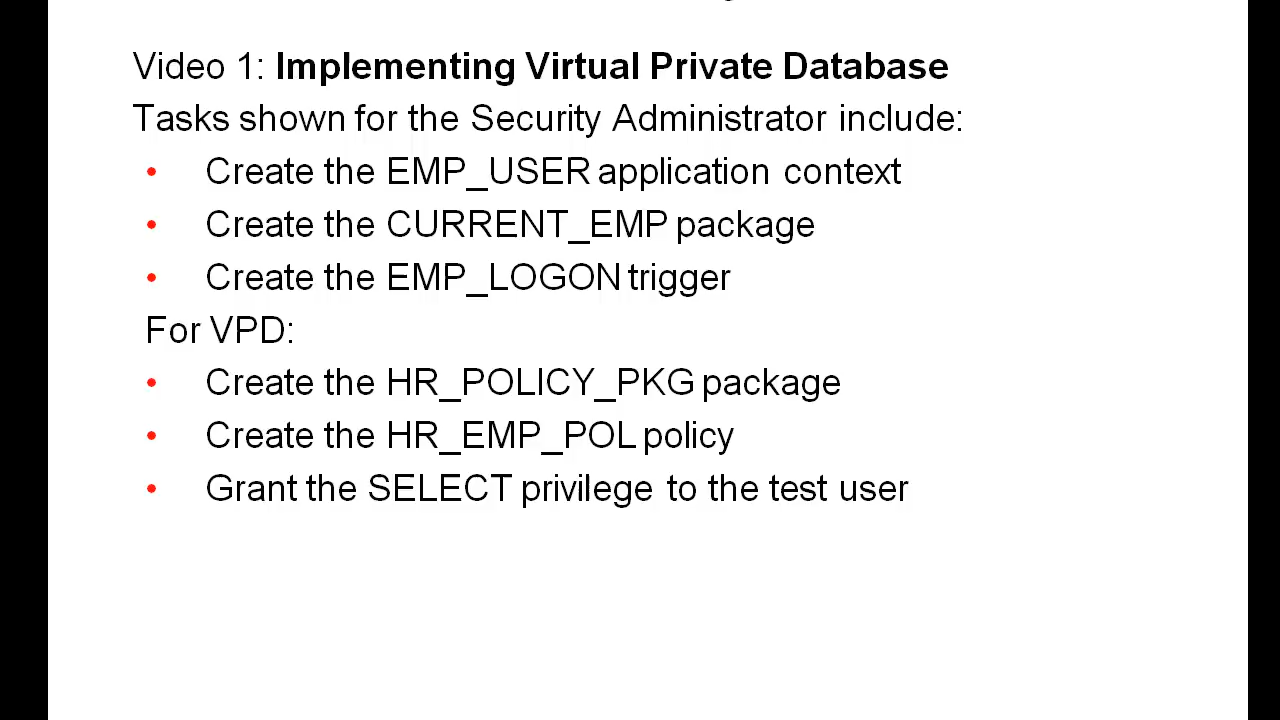 Video 1: Implementing Virtual Private Database
Tasks shown for the Security Administrator include:
• Create the EMP_USER application context
• Create the CURRENT_EMP package
• Create the EMP_LOGON trigger
For VPD:
• Create the HR_POLICY_PKG package
• Create the HR_EMP_POL policy
• Grant the SELECT privilege to the test user